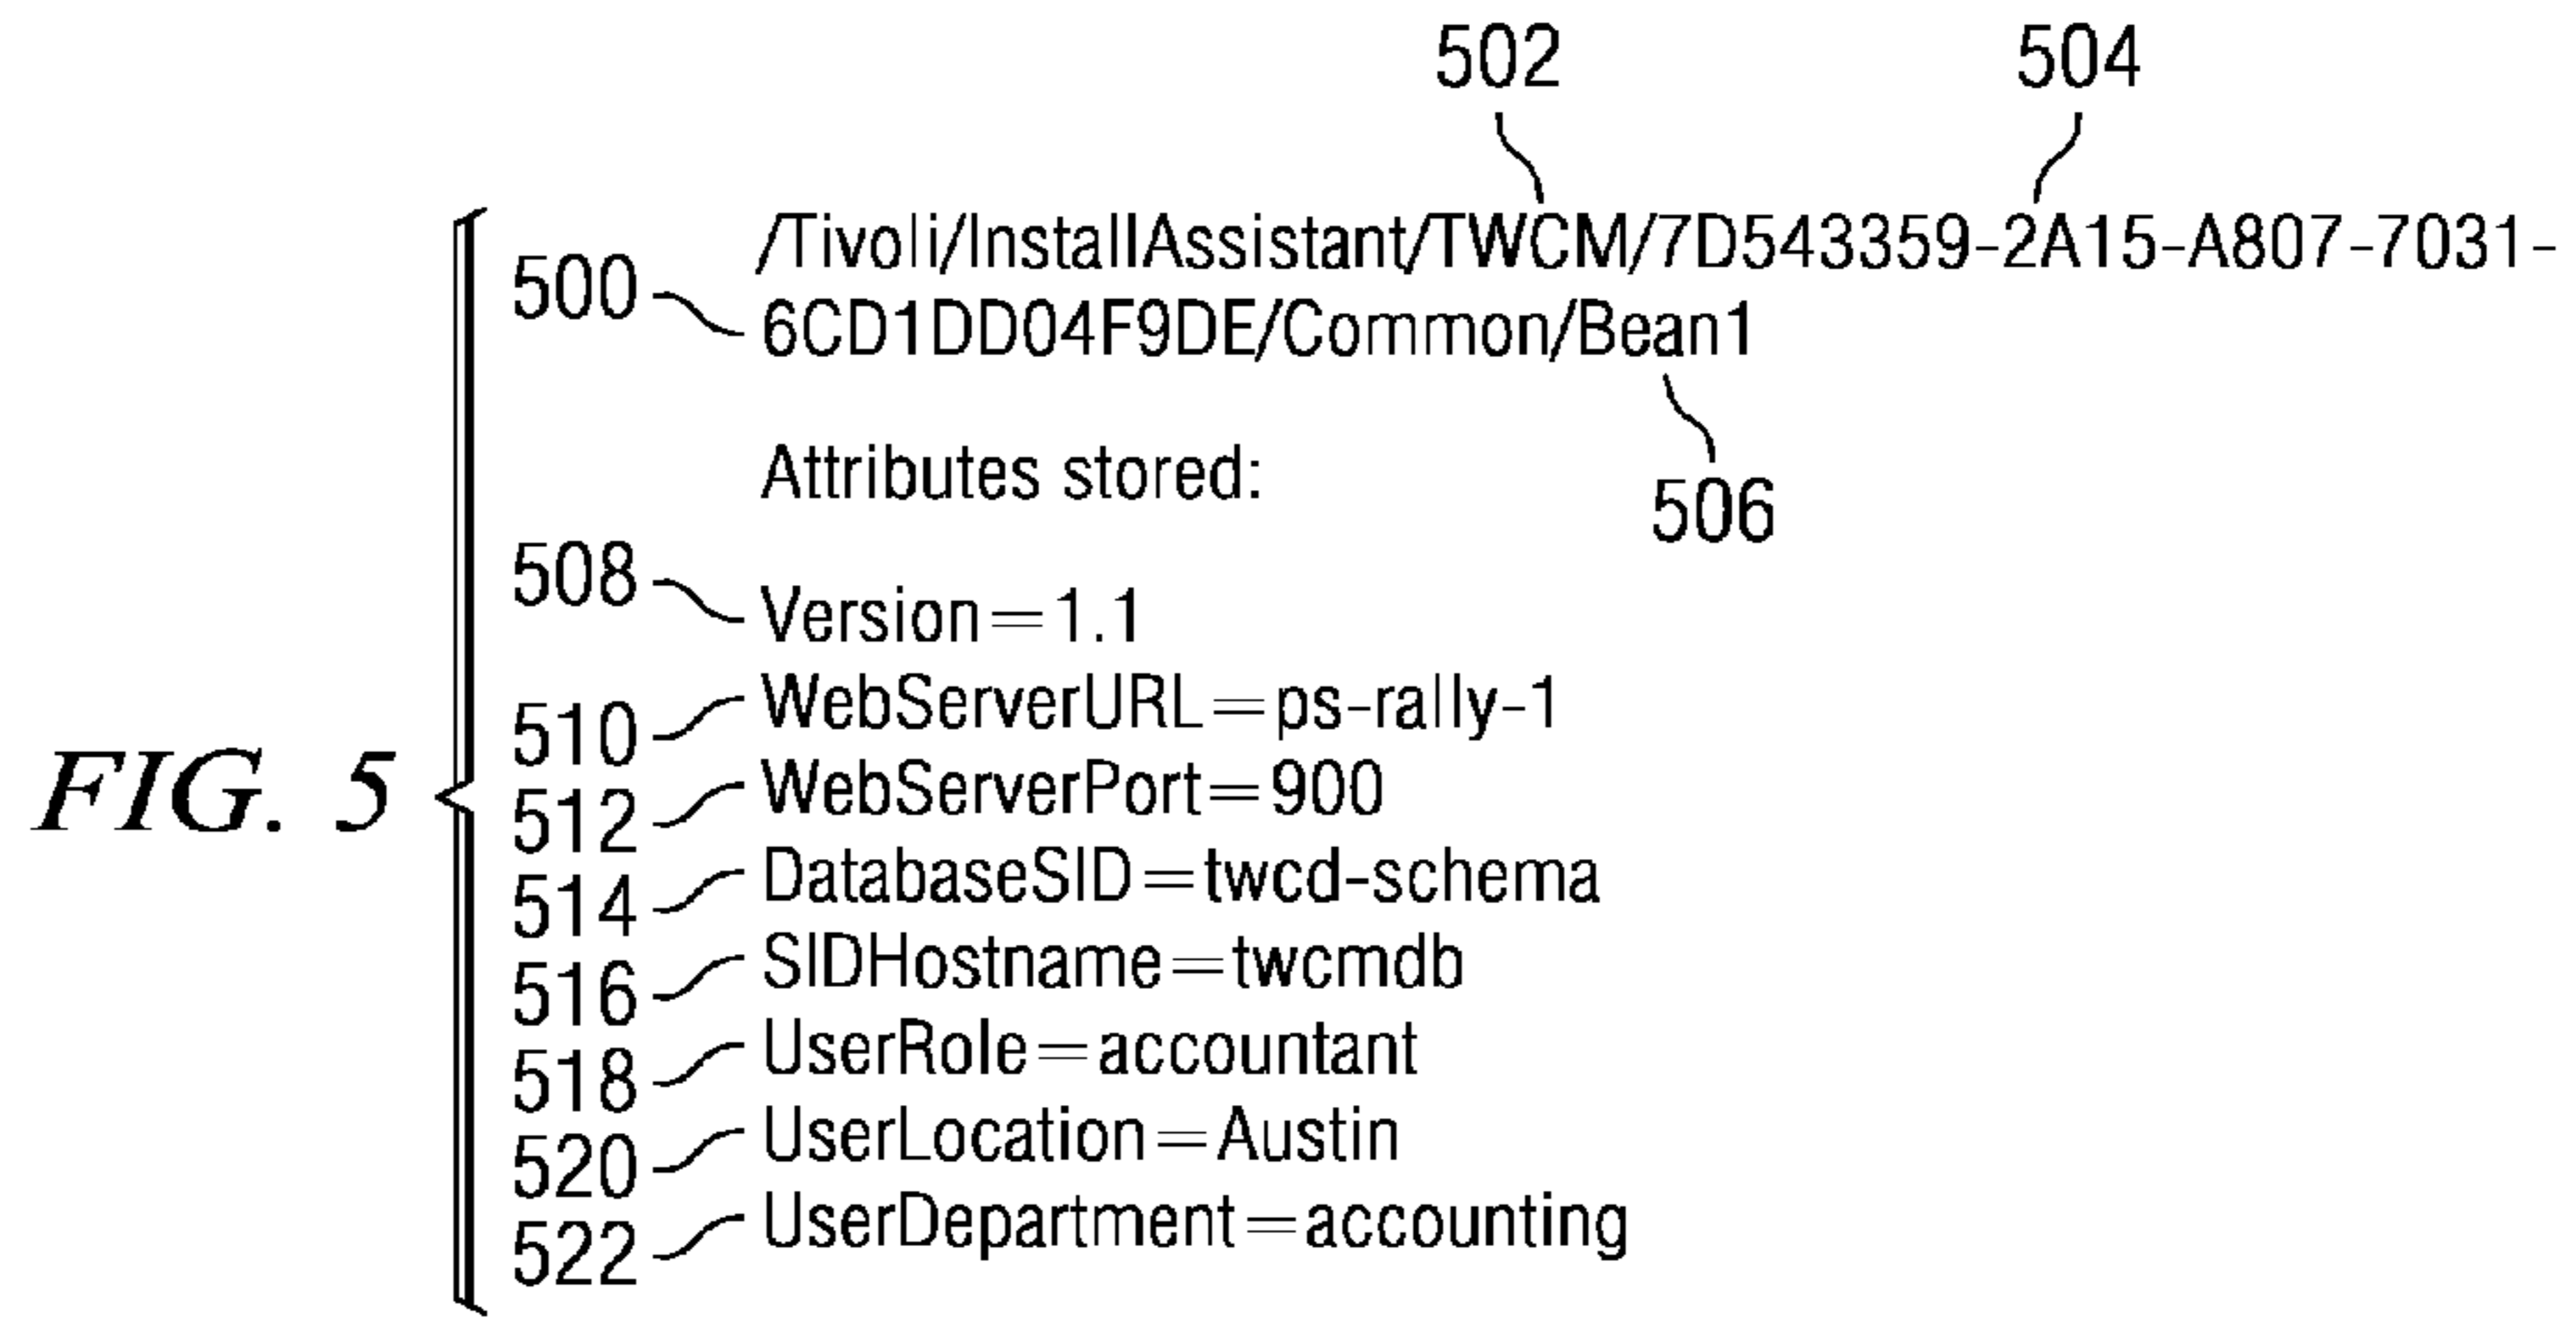 502 504
/Tivoli/InstallAssistant/TWCM/7D543359-2A15-A807-7031-
500 6CD1DD04F9DE/Common/Bean1
Attributes stored:
506
508 Version=1.1
510 WebServerURL=ps-rally-1
FIG. 5
512 WebServerPort=900
514 DatabaseSID=twcd-schema
516 SIDHostname=twcmdb
518 UserRole=accountant
520 UserLocation=Austin
522 UserDepartment=accounting